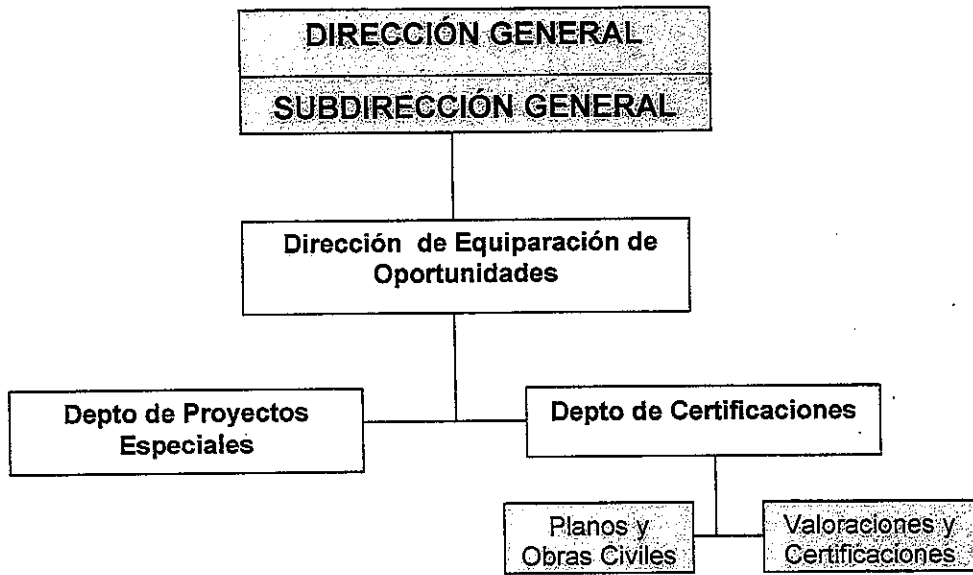 DIRECCIÓN GENERAL
SUBDIRECCIÓN GENERAL
Dirección de Equiparación de
Oportunidades
Depto de Proyectos
Especiales
Depto de Certificaciones
Planos y
Obras Civiles
Valoraciones y
Certificaciones